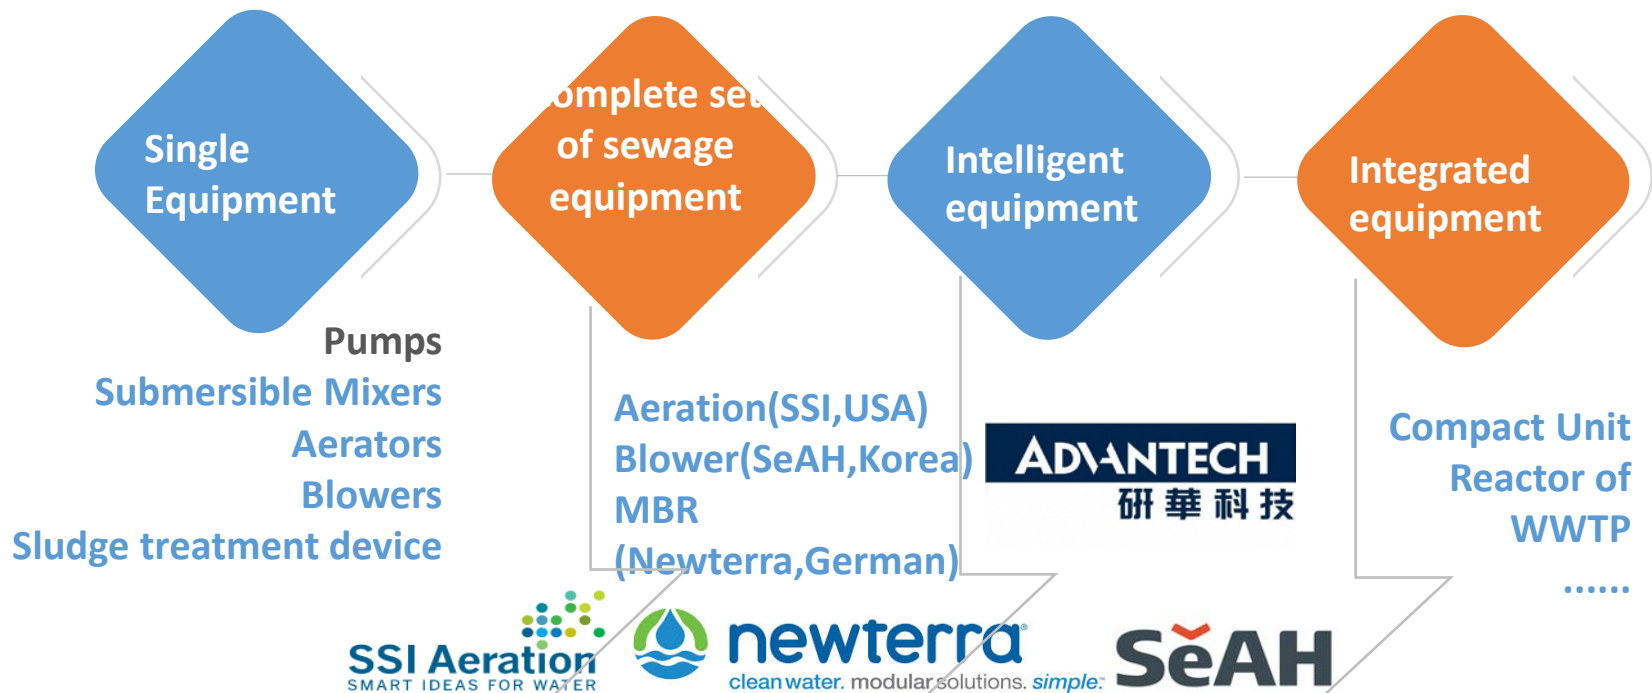 Single
Equipment
omplete set
of sewage
equipment
Intelligent
equipment
Integrated
equipment
Pumps
Submersible Mixers
Aerators
Blowers
Sludge treatment device
Aeration(SSI,USA)
Blower(SeAH,Korea)
MBR
(Newterra,German)
ADVANTECH
研華科技
Compact Unit
Reactor of
WWTP
......
SSI Aeration
SMART IDEAS FOR WATER
newterra®
clean water. modular solutions. simple.™
SeAH